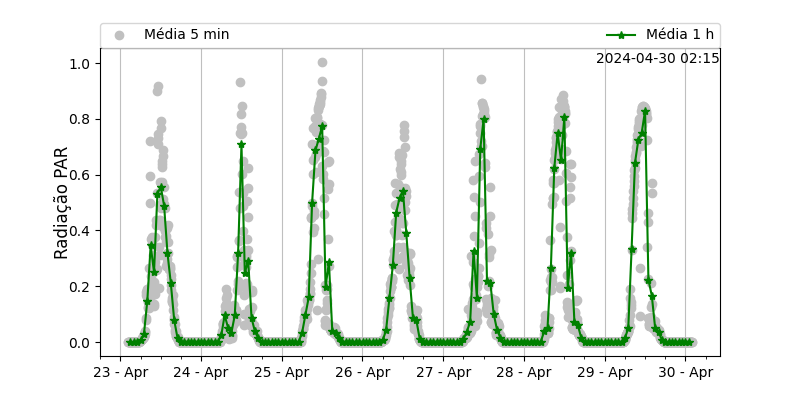 Média 5 min
Média 1 h
2024-04-30 02:15
Radiação PAR
1.0
0.8
0.6
0.4
0.2
0.0
23 - Apr
24 - Apr
25 - Apr
26 - Apr
27 - Apr
28 - Apr
29 - Apr
30 - Apr